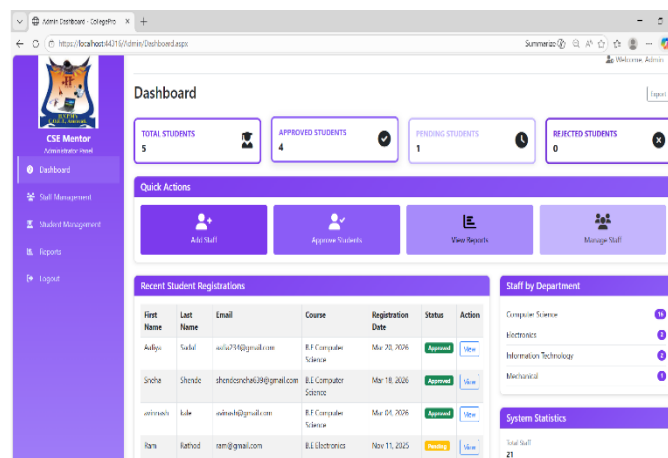 Admin Dashboard - CollegePro
https://localhost:44316/Admin/Dashboard.aspx
Summarize
Welcome, Admin
CSE Mentor
Administrator Panel
Dashboard
Staff Management
Student Management
Reports
Logout
Dashboard
Export
TOTAL STUDENTS
5
APPROVED STUDENTS
4
PENDING STUDENTS
1
REJECTED STUDENTS
0
Quick Actions
Add Staff
Approve Students
View Reports
Manage Staff
Recent Student Registrations
First Name Last Name Email Course Registration Date Status Action
Sadaf aafia234@gmail.com B.E Computer Science Mar 20, 2026 Approved View
Sneha Shende shendesneha639@gmail.com B.E Computer Science Mar 18, 2026 Approved View
avinash kale avinash@gmail.com B.E Computer Science Mar 04, 2026 Approved View
Ram Rathod ram@gmail.com B.E Electronics Nov 11, 2025 Pending View
Staff by Department
Computer Science 16
Electronics
Information Technology 2
Mechanical
System Statistics
Total Staff
21